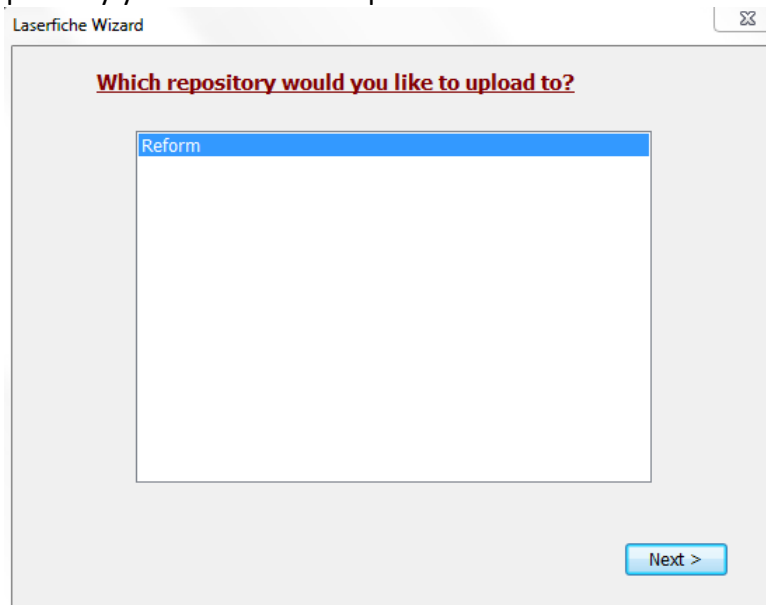 Laserfiche Wizard
Which repository would you like to upload to?
Reform
Next >